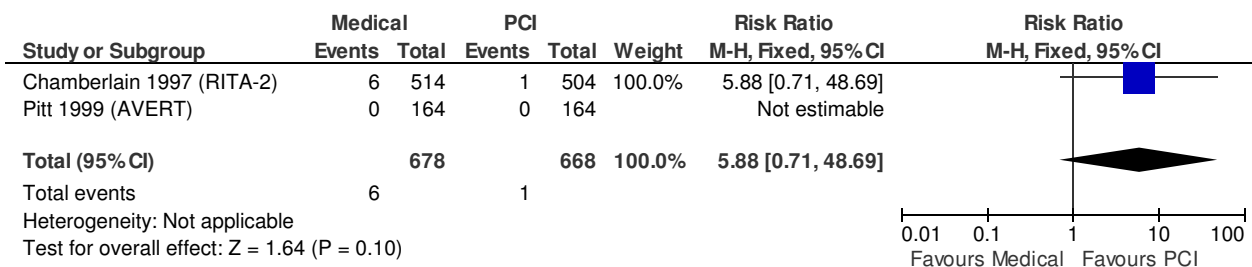 Medical PCI Risk Ratio Risk Ratio
Study or Subgroup Events Total Events Total Weight M-H, Fixed, 95% CI M-H, Fixed, 95% CI
Chamberlain 1997 (RITA-2) 6 514 1 504 100.0% 5.88 [0.71, 48.69]
Pitt 1999 (AVERT) 0 164 0 164 Not estimable
Total (95% CI) 678 668 100.0% 5.88 [0.71, 48.69]
Total events 6 1
Heterogeneity: Not applicable
Test for overall effect: Z = 1.64 (P = 0.10)
0.01 0.1 1 10 100
Favours Medical Favours PCI